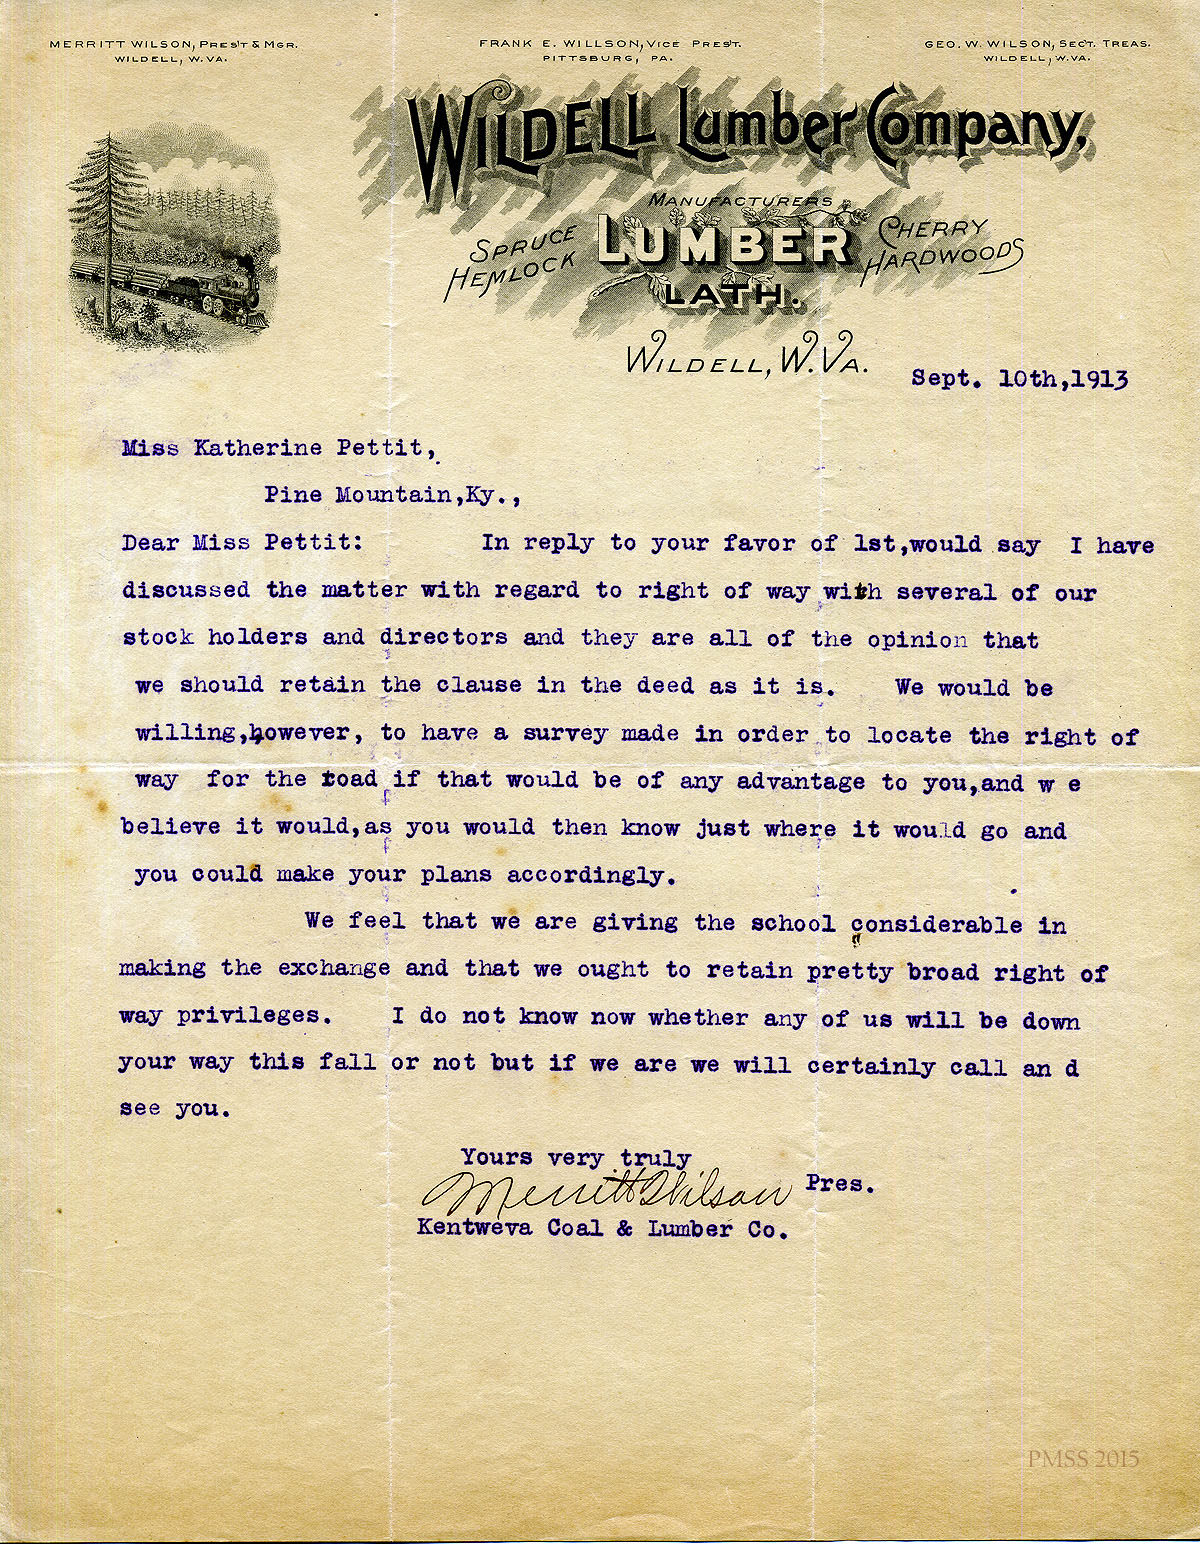 MERRITT WILSON, PRES'T & MGR.
WILDELL, W.VA.
FRANK E. WILLSON, VICE PRES'T.
PITTSBURG, PA.
GEO. W. WILSON, SEC'T. TREAS.
WILDELL, W.VA.
WILDELL Lumber Company,
MANUFACTURERS
SPRUCE
HEMLOCK
LUMBER
CHERRY
HARDWOODS
LATH.
WILDELL, W.VA.
Sept. 10th,1913
Miss Katherine Pettit,
Pine Mountain,Ky.,
Dear Miss Pettit: In reply to your favor of 1st,would say I have
discussed the matter with regard to right of way with several of our
stock holders and directors and they are all of the opinion that
we should retain the clause in the deed as it is. We would be
willing,however, to have a survey made in order to locate the right of
way for the road if that would be of any advantage to you,and w e
believe it would,as you would then know just where it would go and
you could make your plans accordingly.
We feel that we are giving the school considerable in
making the exchange and that we ought to retain pretty broad right of
way privileges. I do not know now whether any of us will be down
your way this fall or not but if we are we will certainly call an d
see you.
Yours very truly
Merritt Wilson Pres.
Kentweva Coal & Lumber Co.
PMSS 2015